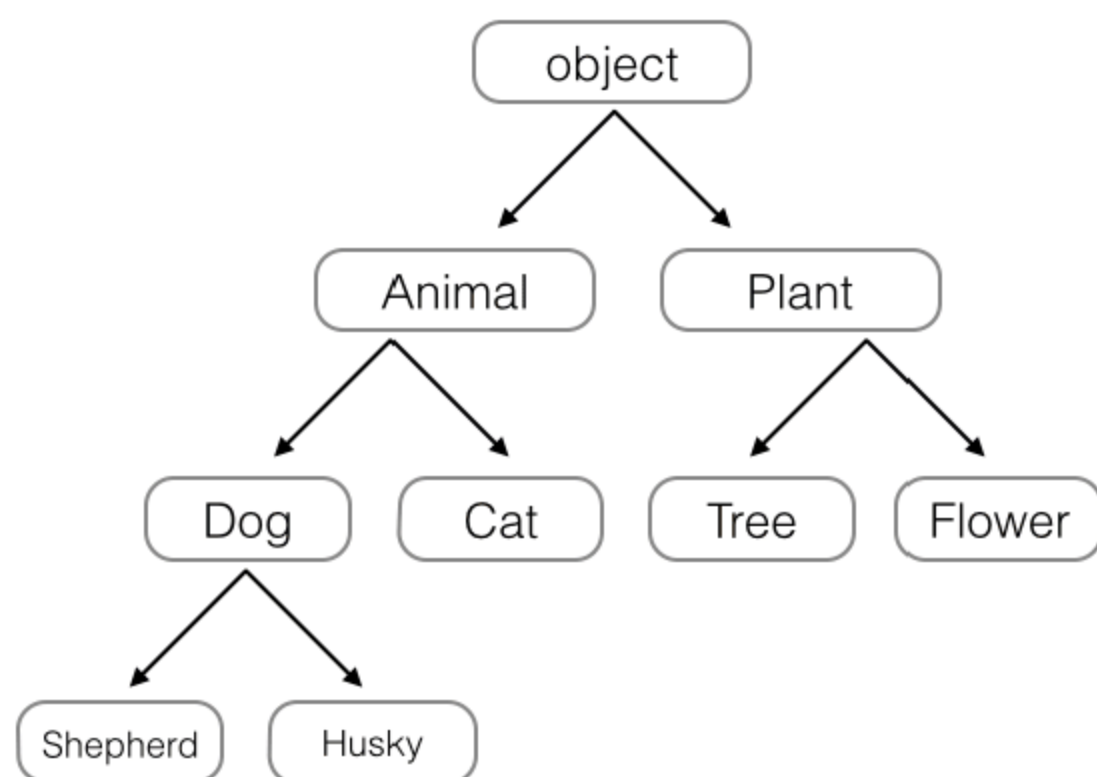 object
Animal
Plant
Dog
Cat
Tree
Flower
Shepherd
Husky